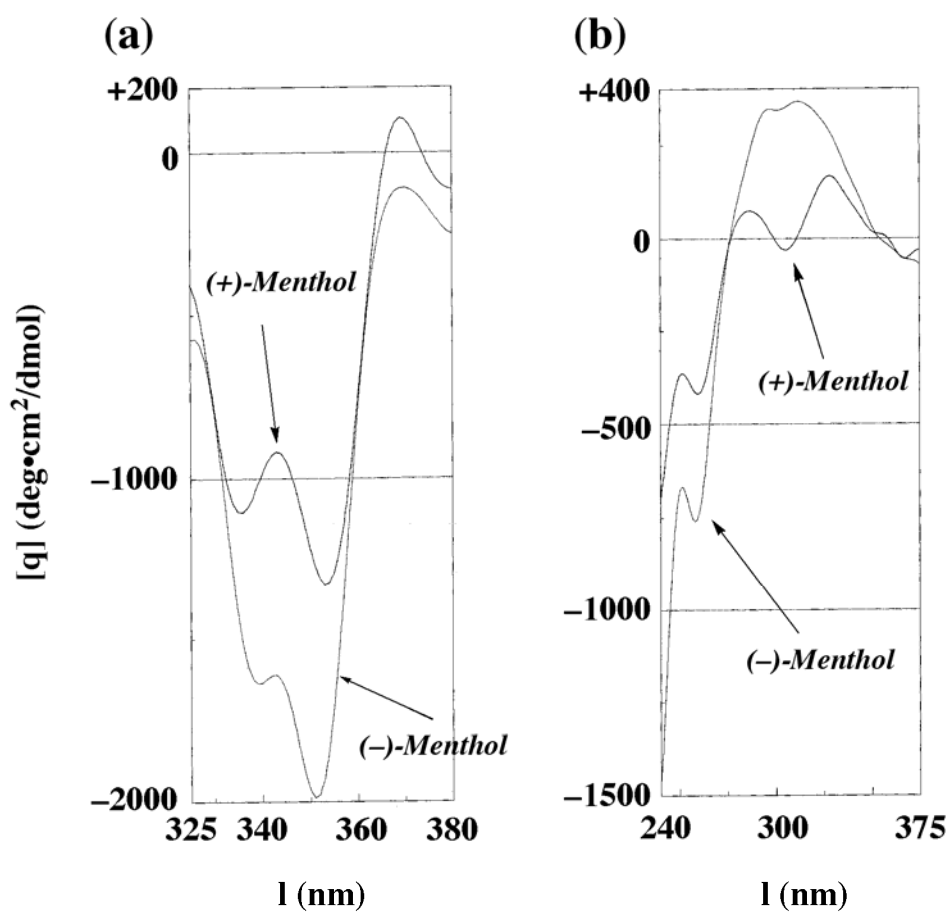 (a)
+200
0
(+)-Menthol
−1000
(−)-Menthol
−2000
325 340 360 380
l (nm)
[q] (deg•cm²/dmol)
(b)
+400
0
(+)-Menthol
−500
−1000
(−)-Menthol
−1500
240 300 375
l (nm)